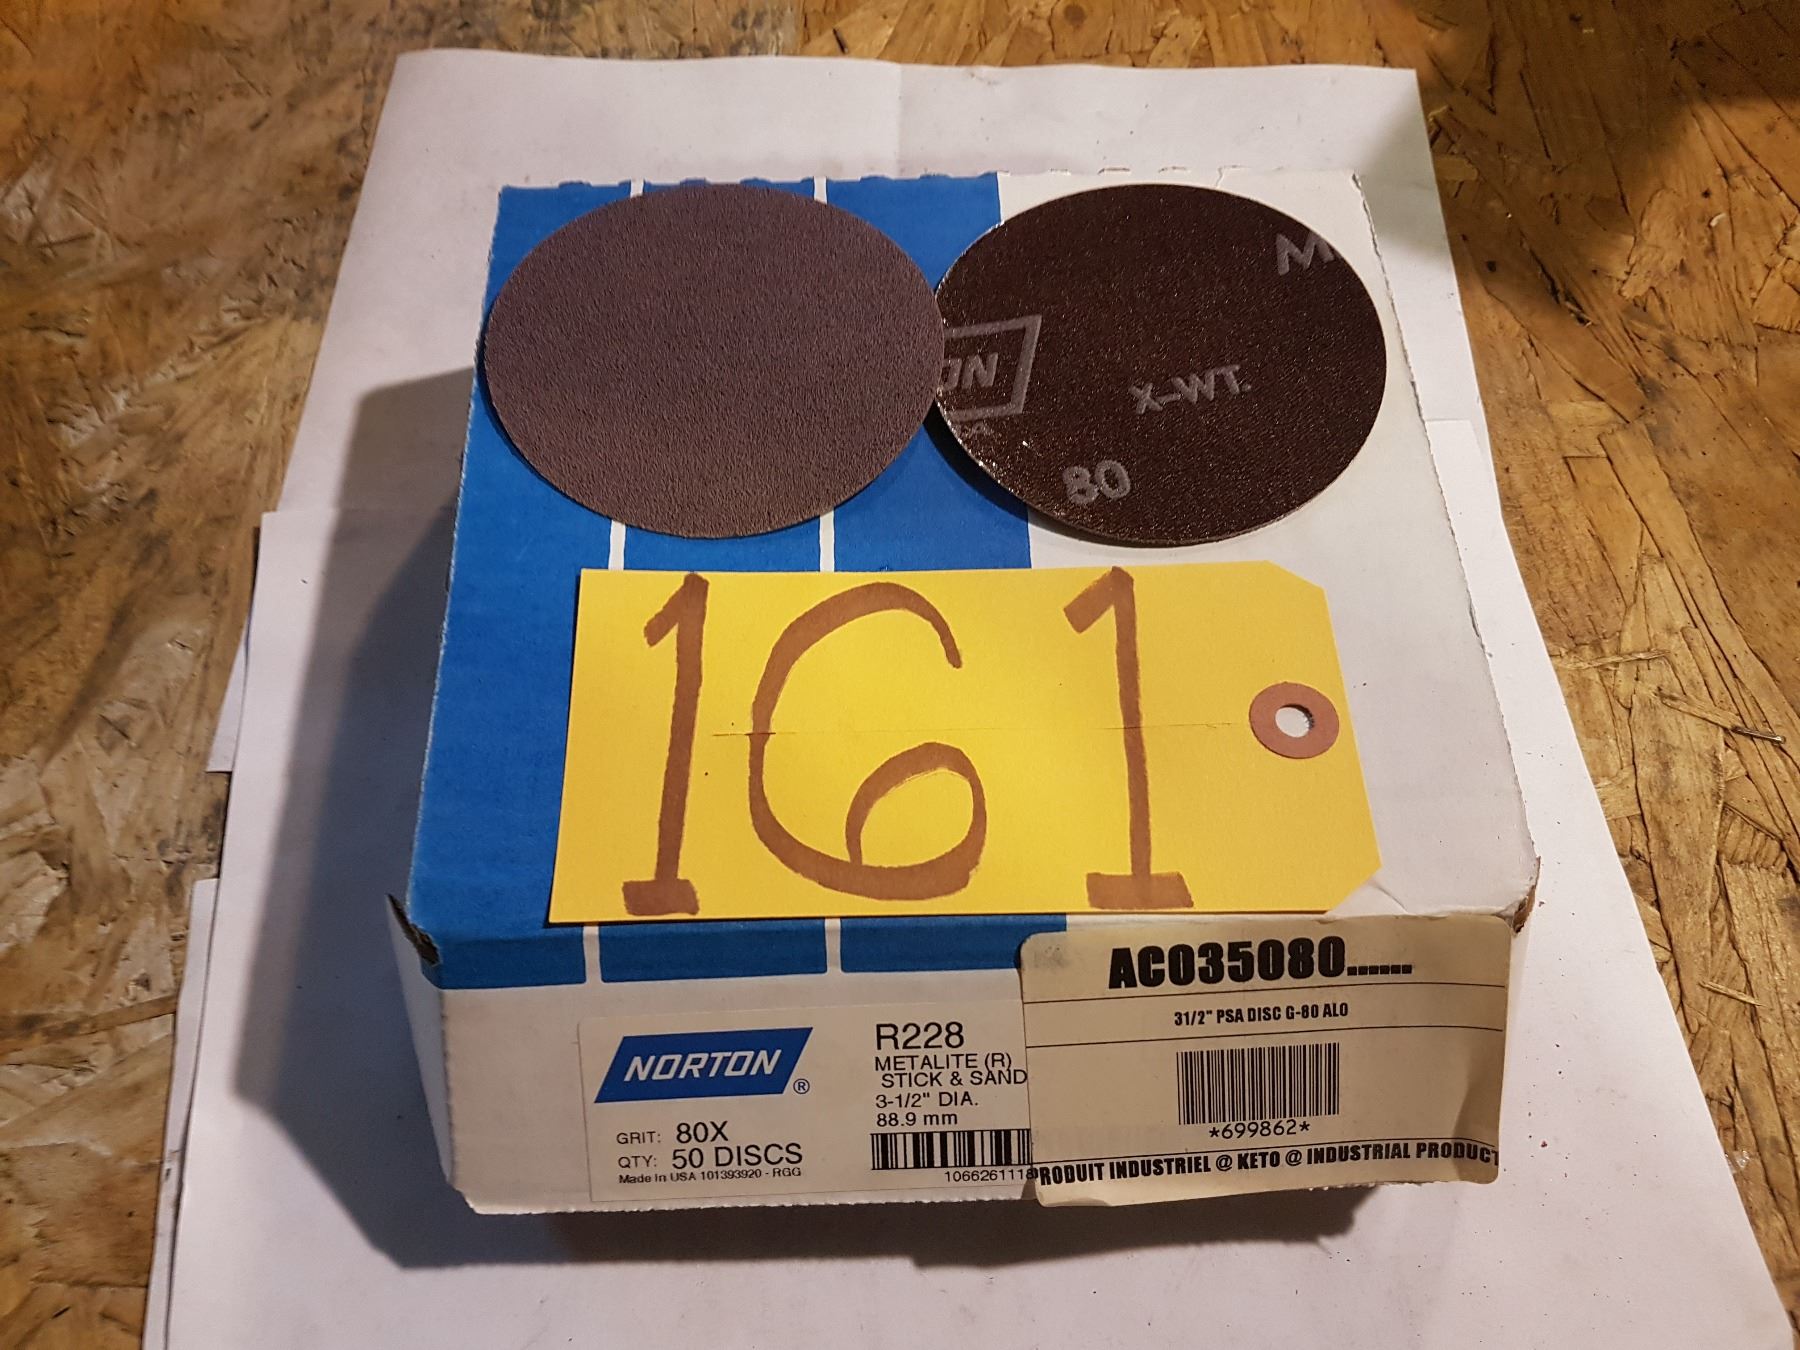 M
ON
X-WT.
80
161
AC035080......
31/2" PSA DISC G-80 ALO
*699862*
PRODUIT INDUSTRIEL @ KETO @ INDUSTRIAL PRODUCT
NORTON®
R228
METALITE (R)
STICK & SAND
3-1/2" DIA.
88.9 mm
GRIT: 80X
QTY: 50 DISCS
Made In USA 101393920 - RGG
1066261118